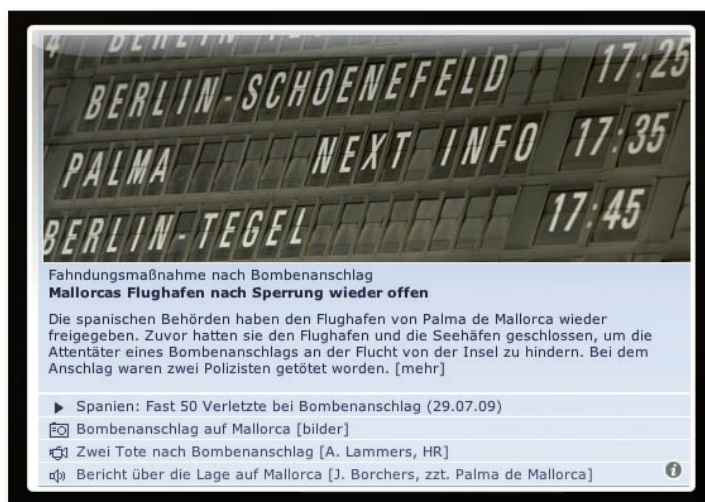 4 BERLIN-TEG
BERLIN-SCHOENEFELD 17:25
PALMA NEXT INFO 17:35
BERLIN-TEGEL 17:45
Fahndungsmaßnahme nach Bombenanschlag
Mallorcas Flughafen nach Sperrung wieder offen
Die spanischen Behörden haben den Flughafen von Palma de Mallorca wieder
freigegeben. Zuvor hatten sie den Flughafen und die Seehäfen geschlossen, um die
Attentäter eines Bombenanschlags an der Flucht von der Insel zu hindern. Bei dem
Anschlag waren zwei Polizisten getötet worden. [mehr]
Spanien: Fast 50 Verletzte bei Bombenanschlag (29.07.09)
Bombenanschlag auf Mallorca [bilder]
Zwei Tote nach Bombenanschlag [A. Lammers, HR]
Bericht über die Lage auf Mallorca [J. Borchers, zzt. Palma de Mallorca]